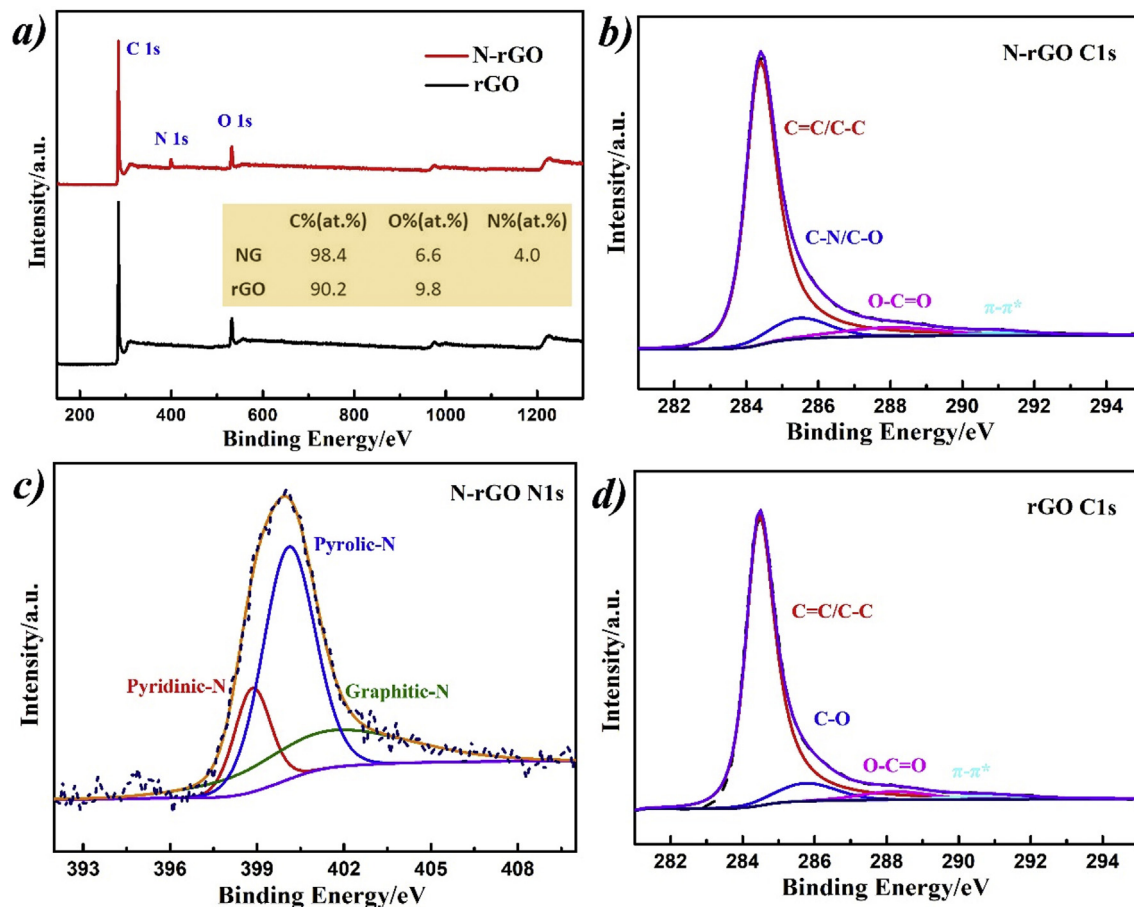 a)
C 1s
N 1s
O 1s
N-rGO
rGO
C%(at.%) O%(at.%) N%(at.%)
NG 98.4 6.6 4.0
rGO 90.2 9.8
Intensity/a.u.
200 400 600 800 1000 1200
Binding Energy/eV
b)
N-rGO C1s
C=C/C-C
C-N/C-O
O-C=O
π-π*
Intensity/a.u.
282 284 286 288 290 292 294
Binding Energy/eV
c)
N-rGO N1s
Pyrolic-N
Pyridinic-N
Graphitic-N
Intensity/a.u.
393 396 399 402 405 408
Binding Energy/eV
d)
rGO C1s
C=C/C-C
C-O
O-C=O
π-π*
Intensity/a.u.
282 284 286 288 290 292 294
Binding Energy/eV